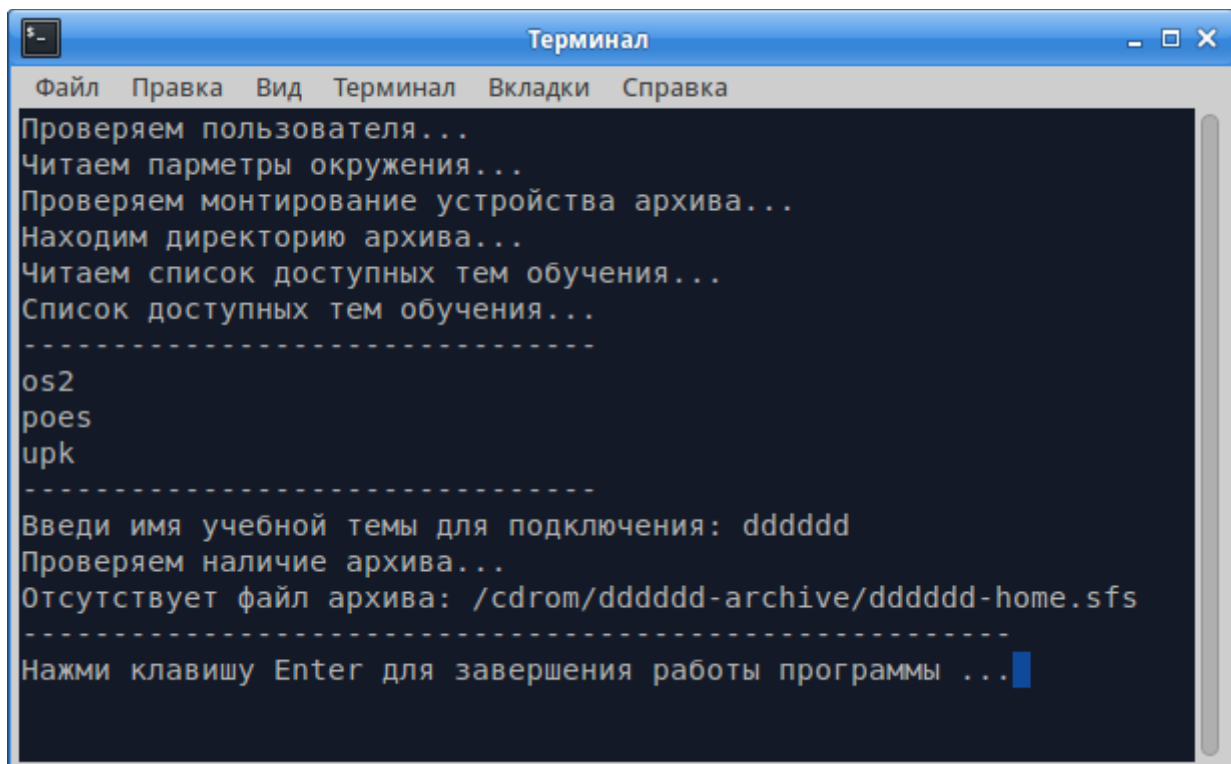 Терминал
Файл Правка Вид Терминал Вкладки Справка
Проверяем пользователя...
Читаем парметры окружения...
Проверяем монтирование устройства архива...
Находим директорию архива...
Читаем список доступных тем обучения...
Список доступных тем обучения...
--------------------------------
os2
poes
upk
--------------------------------
Введи имя учебной темы для подключения: dddddd
Проверяем наличие архива...
Отсутствует файл архива: /cdrom/dddddd-archive/dddddd-home.sfs
-------------------------------------------------------
Нажми клавишу Enter для завершения работы программы ...